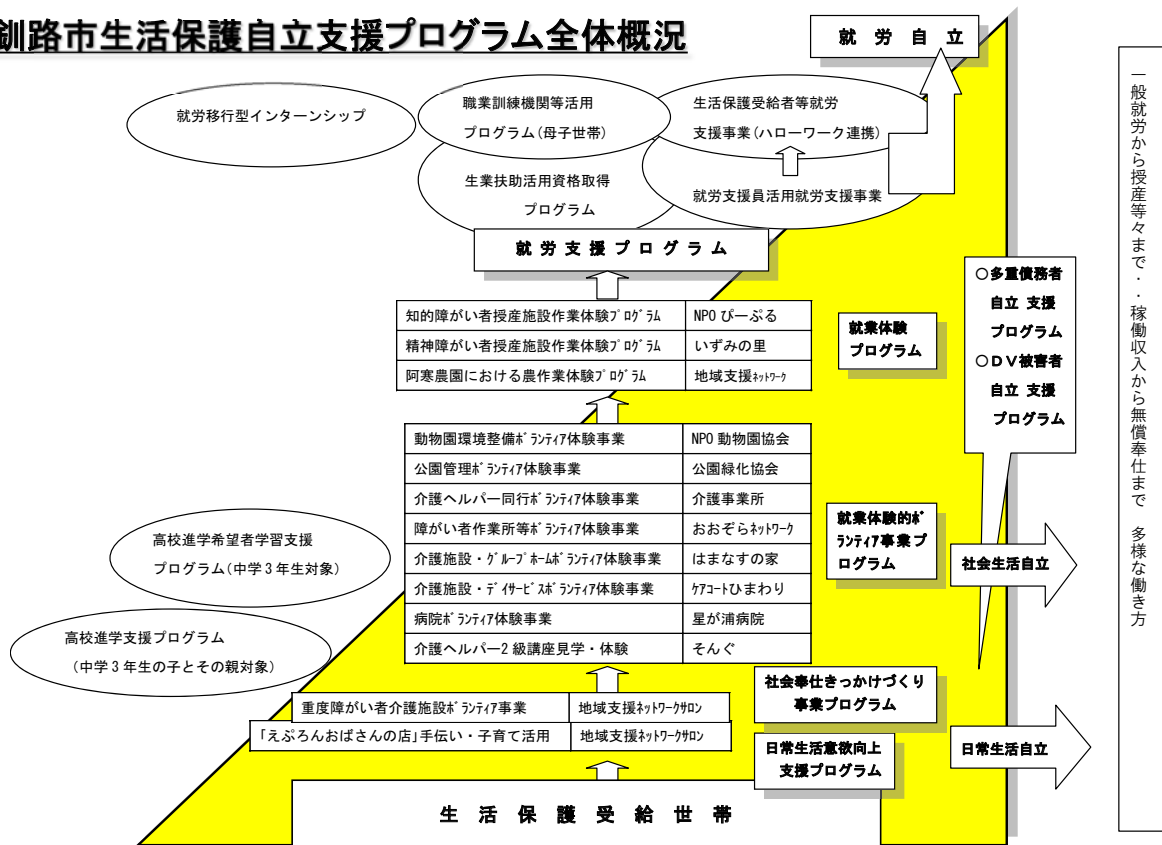 釧路市生活保護自立支援プログラム全体概況
就労自立
就労移行型インターンシップ
職業訓練機関等活用
プログラム(母子世帯)
生活保護受給者等就労
支援事業(ハローワーク連携)
生業扶助活用資格取得
プログラム
就労支援員活用就労支援事業
就労支援プログラム
知的障がい者授産施設作業体験プログラム NPOぴーぷる
精神障がい者授産施設作業体験プログラム いずみの里
阿寒農園における農作業体験プログラム 地域支援ネットワーク
就業体験
プログラム
○多重債務者
自立 支援
プログラム
○DV被害者
自立 支援
プログラム
動物園環境整備ボランティア体験事業 NPO動物園協会
公園管理ボランティア体験事業 公園緑化協会
介護ヘルパー同行ボランティア体験事業 介護事業所
障がい者作業所等ボランティア体験事業 おおぞらネットワーク
介護施設・グループホームボランティア体験事業 はまなすの家
介護施設・デイサービスボランティア体験事業 ケアコートひまわり
病院ボランティア体験事業 星が浦病院
介護ヘルパー2級講座見学・体験 そんぐ
就業体験的ボ
ランティア事業プ
ログラム
社会生活自立
高校進学希望者学習支援
プログラム(中学3年生対象)
高校進学支援プログラム
(中学3年生の子とその親対象)
重度障がい者介護施設ボランティア事業 地域支援ネットワークサロン
「えぷろんおばさんの店」手伝い・子育て活用 地域支援ネットワークサロン
社会奉仕きっかけづくり
事業プログラム
日常生活意欲向上
支援プログラム
日常生活自立
生活保護受給世帯
一般就労から授産等々まで・・稼働収入から無償奉仕まで 多様な働き方